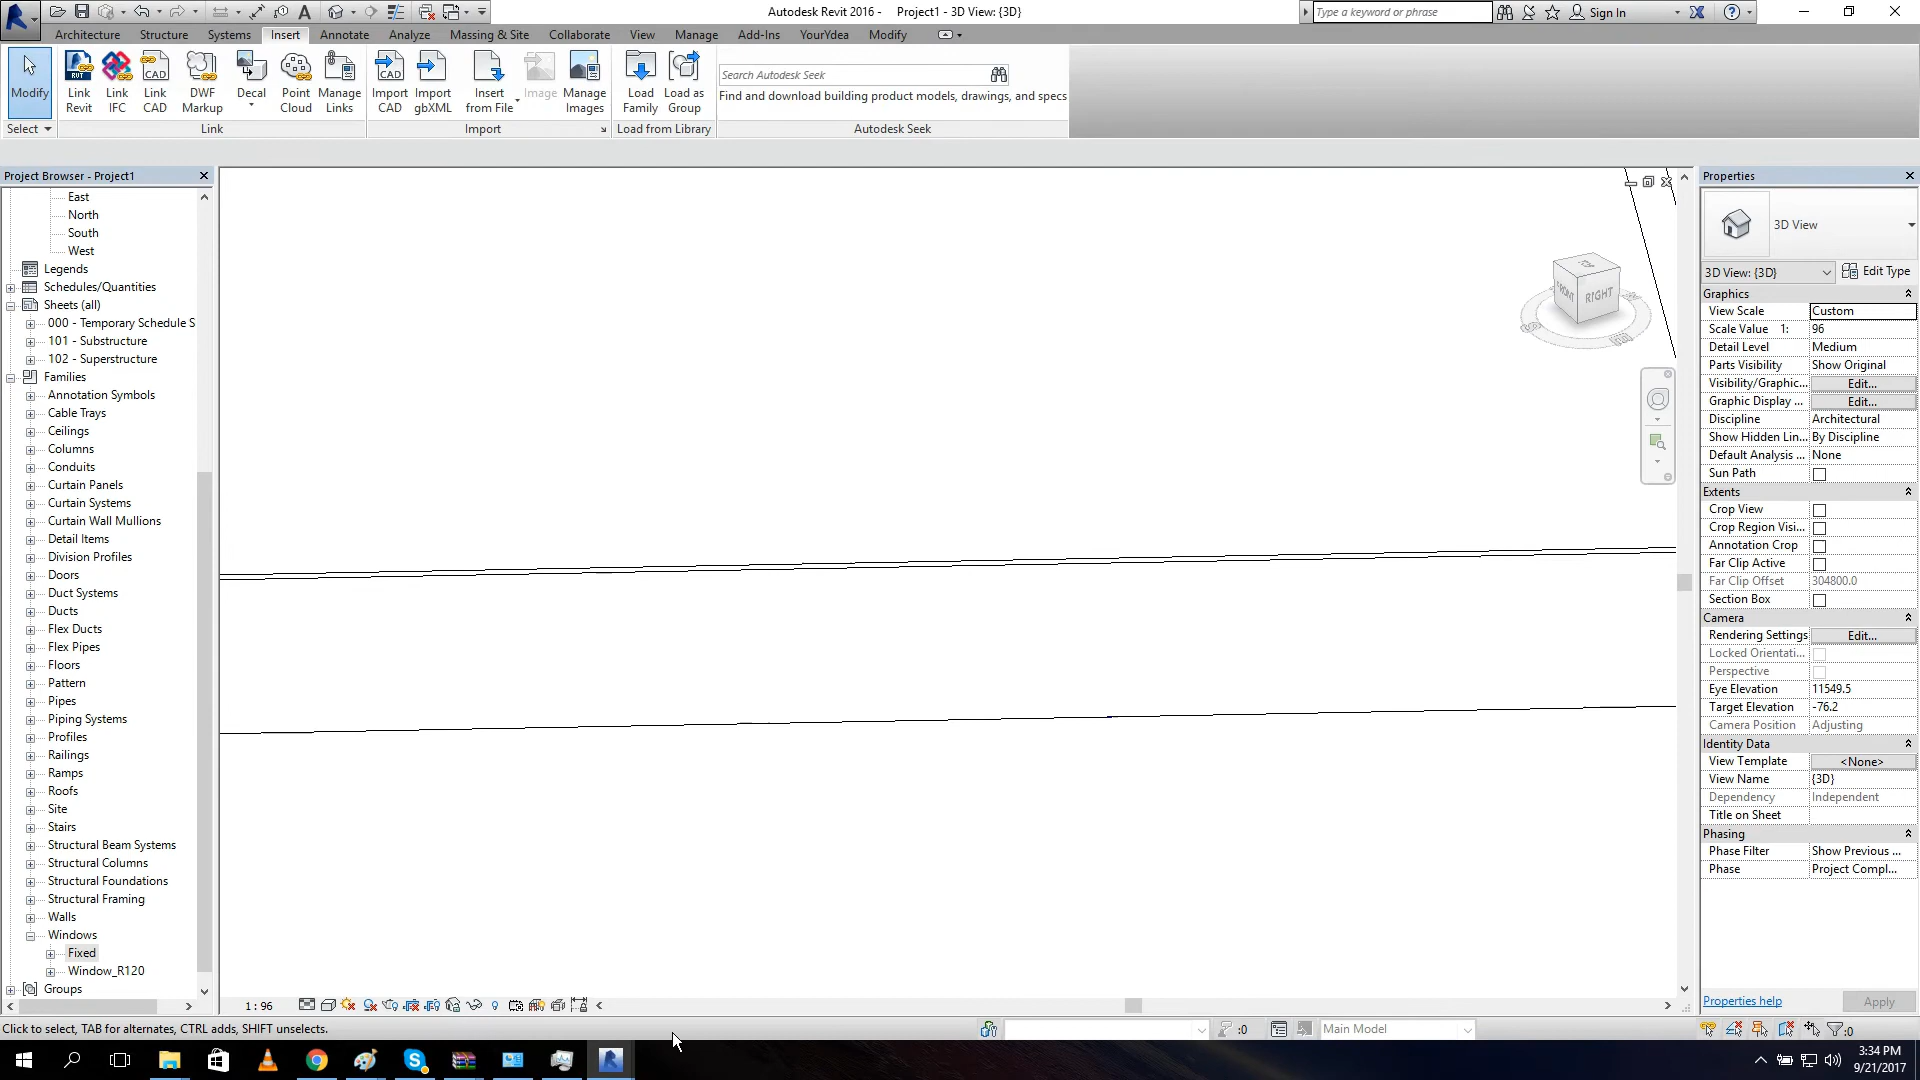 Autodesk Revit 2016 -     Project1 - 3D View: {3D}
Type a keyword or phrase
Sign In
Architecture
Structure
Systems
Insert
Annotate
Analyze
Massing & Site
Collaborate
View
Manage
Add-Ins
YourYdea
Modify
Modify
Link Revit
Link IFC
Link CAD
DWF Markup
Decal
Point Cloud
Manage Links
Import CAD
Import gbXML
Insert from File
Image
Manage Images
Load Family
Load as Group
Search Autodesk Seek
Find and download building product models, drawings, and specs
Select
Link
Import
Load from Library
Autodesk Seek
Project Browser - Project1
East
North
South
West
Legends
Schedules/Quantities
Sheets (all)
000 - Temporary Schedule S
101 - Substructure
102 - Superstructure
Families
Annotation Symbols
Cable Trays
Ceilings
Columns
Conduits
Curtain Panels
Curtain Systems
Curtain Wall Mullions
Detail Items
Division Profiles
Doors
Duct Systems
Ducts
Flex Ducts
Flex Pipes
Floors
Pattern
Pipes
Piping Systems
Profiles
Railings
Ramps
Roofs
Site
Stairs
Structural Beam Systems
Structural Columns
Structural Foundations
Structural Framing
Walls
Windows
Fixed
Window_R120
Groups
FRONT
RIGHT
Properties
3D View
3D View: {3D}
Edit Type
Graphics
View Scale Custom
Scale Value 1: 96
Detail Level Medium
Parts Visibility Show Original
Visibility/Graphic... Edit...
Graphic Display ... Edit...
Discipline Architectural
Show Hidden Lin... By Discipline
Default Analysis ... None
Sun Path
Extents
Crop View
Crop Region Visi...
Annotation Crop
Far Clip Active
Far Clip Offset 304800.0
Section Box
Camera
Rendering Settings Edit...
Locked Orientati...
Perspective
Eye Elevation 11549.5
Target Elevation -76.2
Camera Position Adjusting
Identity Data
View Template <None>
View Name {3D}
Dependency Independent
Title on Sheet
Phasing
Phase Filter Show Previous ...
Phase Project Compl...
Properties help
Apply
1 : 96
Click to select, TAB for alternates, CTRL adds, SHIFT unselects.
:0
Main Model
:0
3:34 PM
9/21/2017